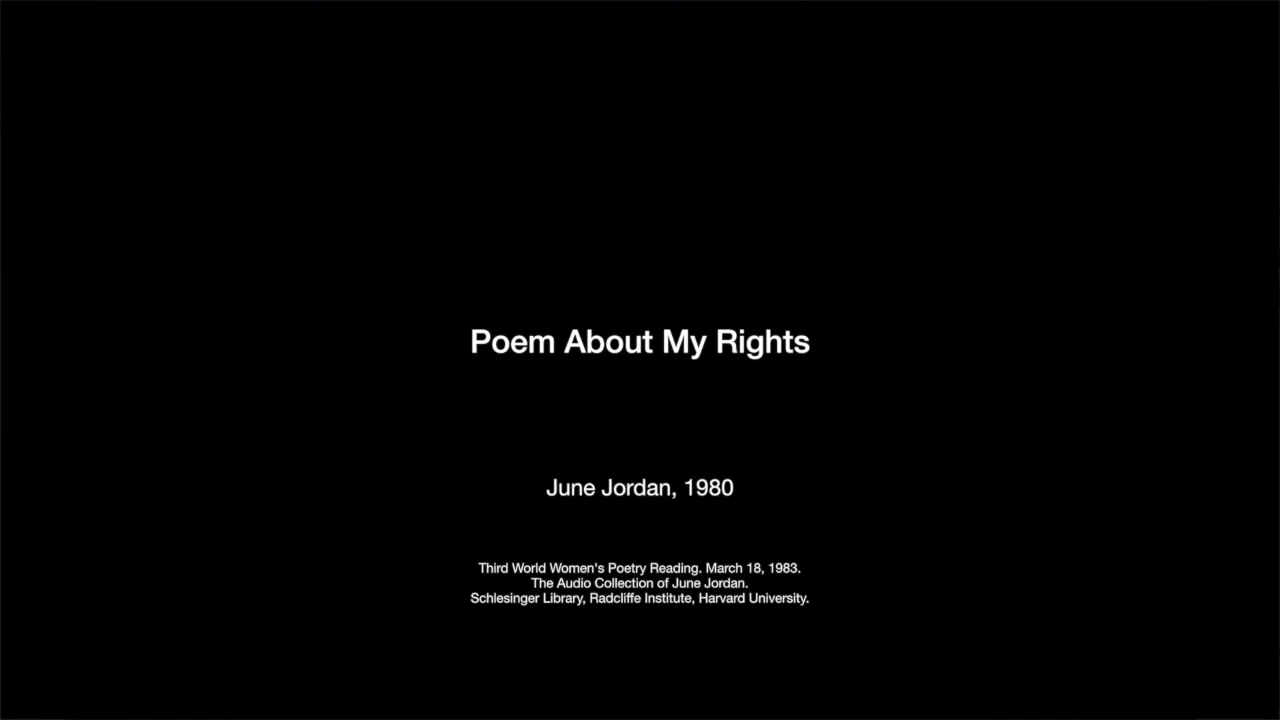 Poem About My Rights
June Jordan, 1980
Third World Women's Poetry Reading. March 18, 1983.
The Audio Collection of June Jordan.
Schlesinger Library, Radcliffe Institute, Harvard University.